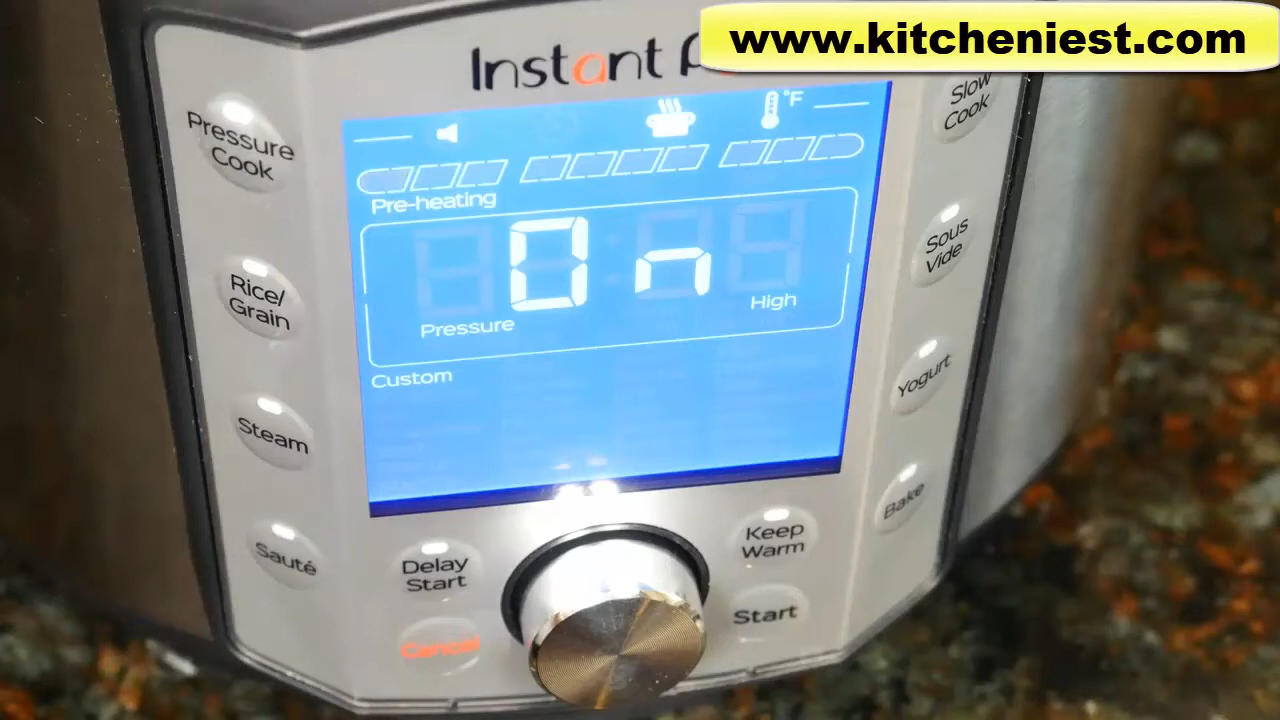 www.kitcheniest.com
Instant
Pressure
Cook
Slow
Cook
°F
Pre-heating
On
Pressure
High
Custom
Rice/
Grain
Sous
Vide
Steam
Yogurt
Sauté
Bake
Delay
Start
Keep
Warm
Cancel
Start